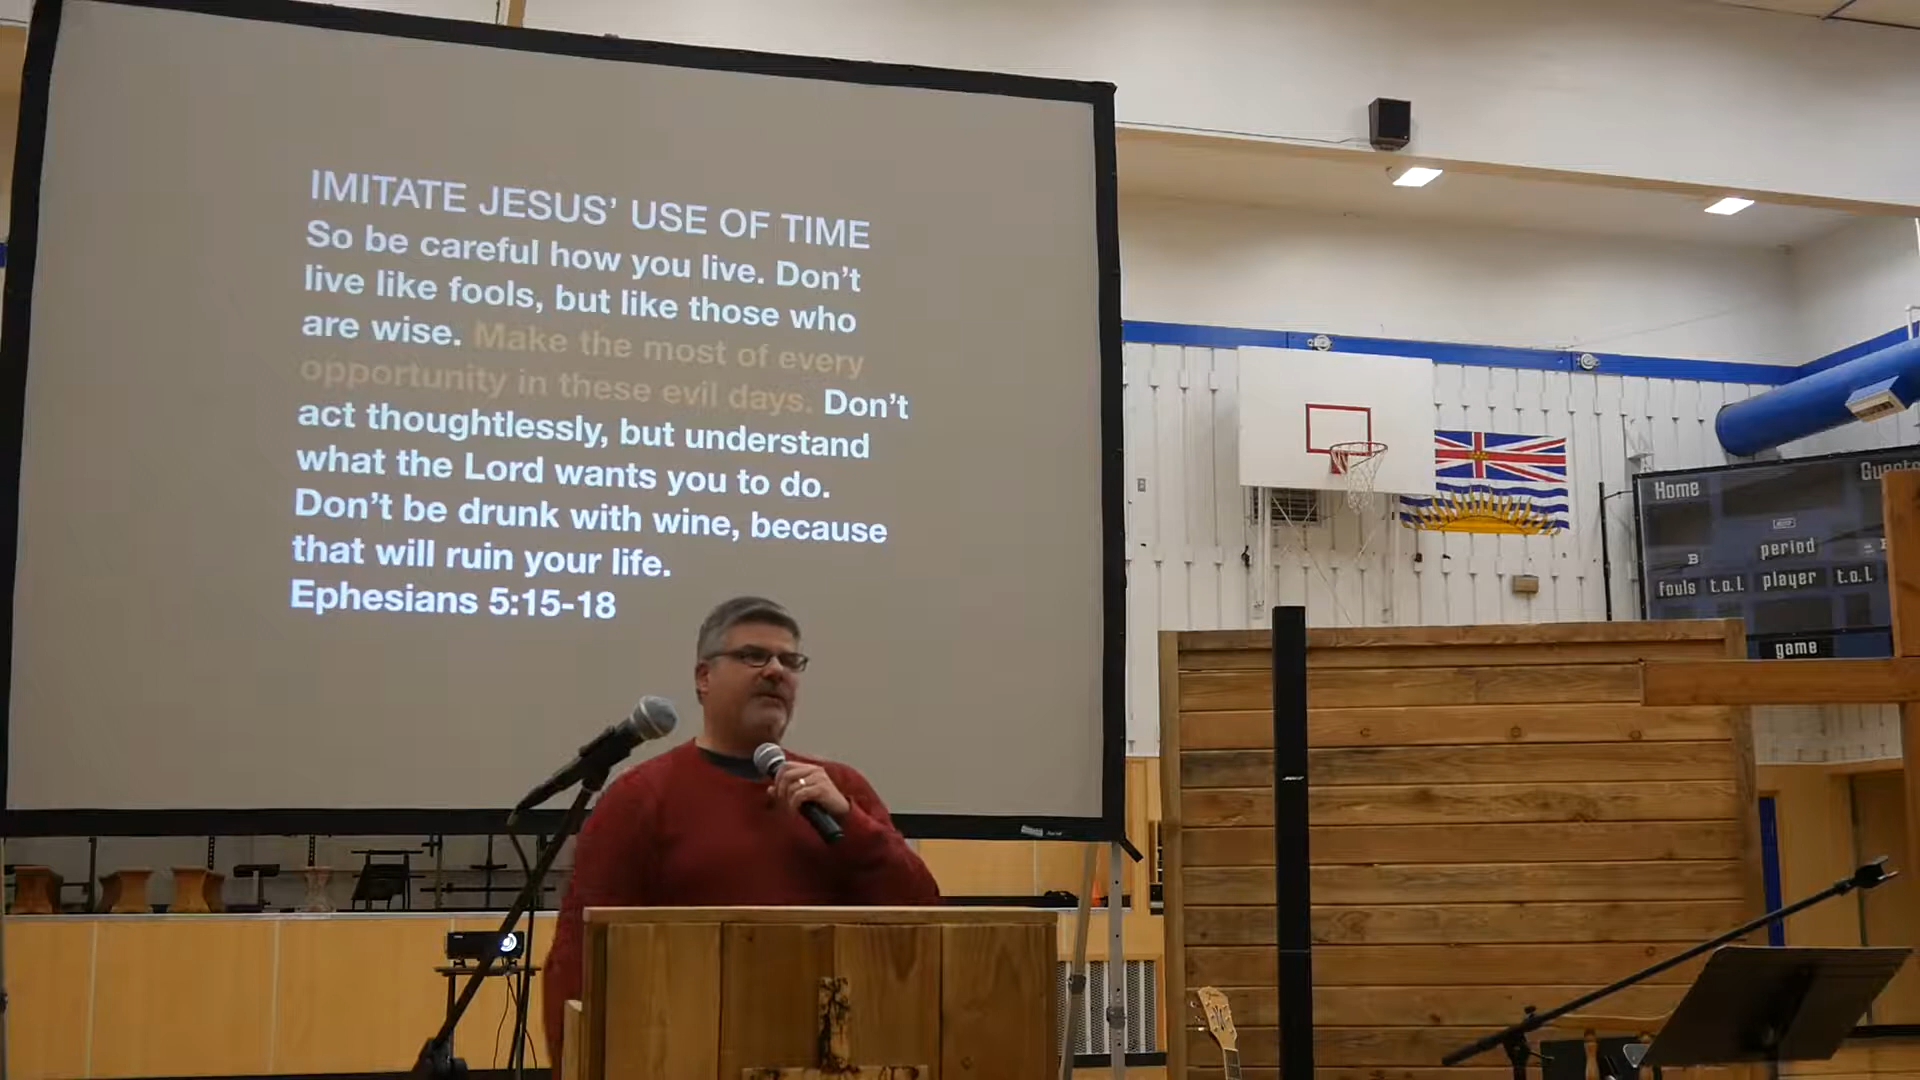 IMITATE JESUS’ USE OF TIME
So be careful how you live. Don’t
live like fools, but like those who
are wise. Make the most of every
opportunity in these evil days. Don’t
act thoughtlessly, but understand
what the Lord wants you to do.
Don’t be drunk with wine, because
that will ruin your life.
Ephesians 5:15-18
Home
Guests
B
period
fouls t.o.l. player t.o.l.
game